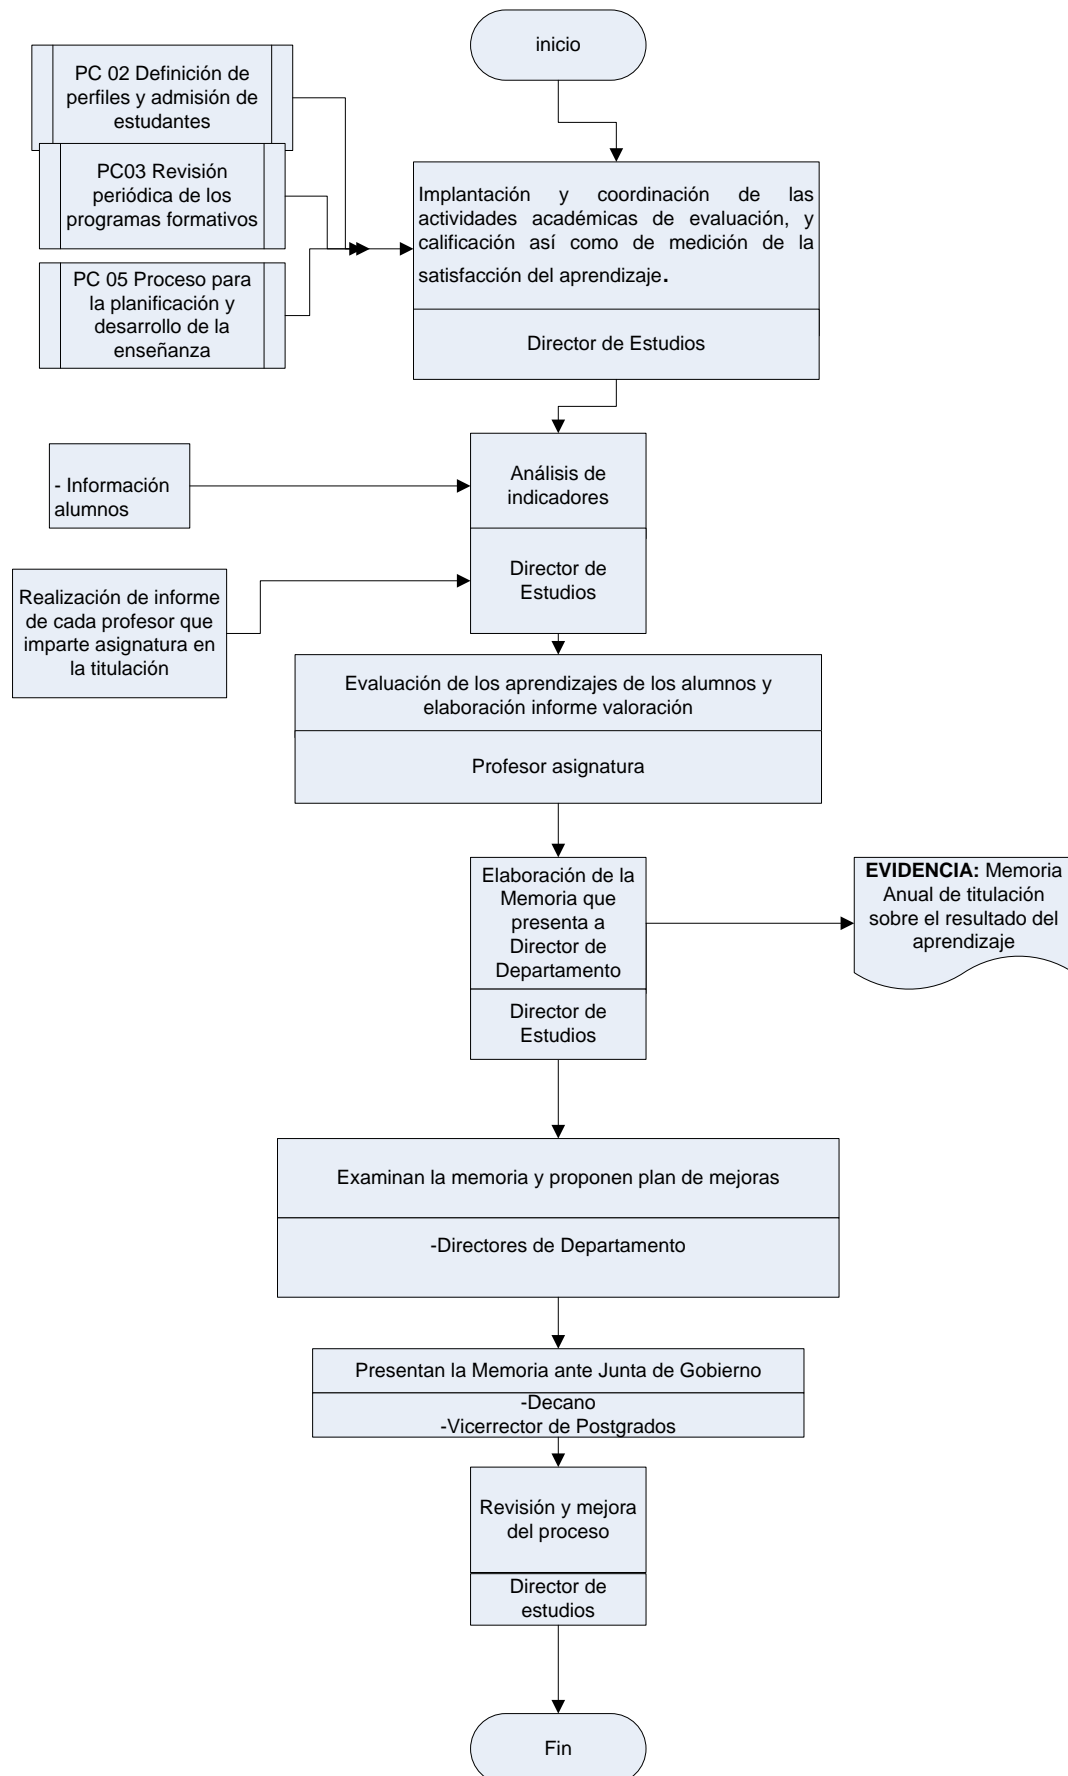 inicio
PC 02 Definición de
perfiles y admisión de
estudantes
PC03 Revisión
periódica de los
programas formativos
PC 05 Proceso para
la planificación y
desarrollo de la
enseñanza
Implantación y coordinación de las
actividades académicas de evaluación, y
calificación así como de medición de la
satisfacción del aprendizaje.
Director de Estudios
- Información
alumnos
Análisis de
indicadores
Director de
Estudios
Realización de informe
de cada profesor que
imparte asignatura en
la titulación
Evaluación de los aprendizajes de los alumnos y
elaboración informe valoración
Profesor asignatura
Elaboración de la
Memoria que
presenta a
Director de
Departamento
Director de
Estudios
EVIDENCIA: Memoria
Anual de titulación
sobre el resultado del
aprendizaje
Examinan la memoria y proponen plan de mejoras
-Directores de Departamento
Presentan la Memoria ante Junta de Gobierno
-Decano
-Vicerrector de Postgrados
Revisión y mejora
del proceso
Director de
estudios
Fin